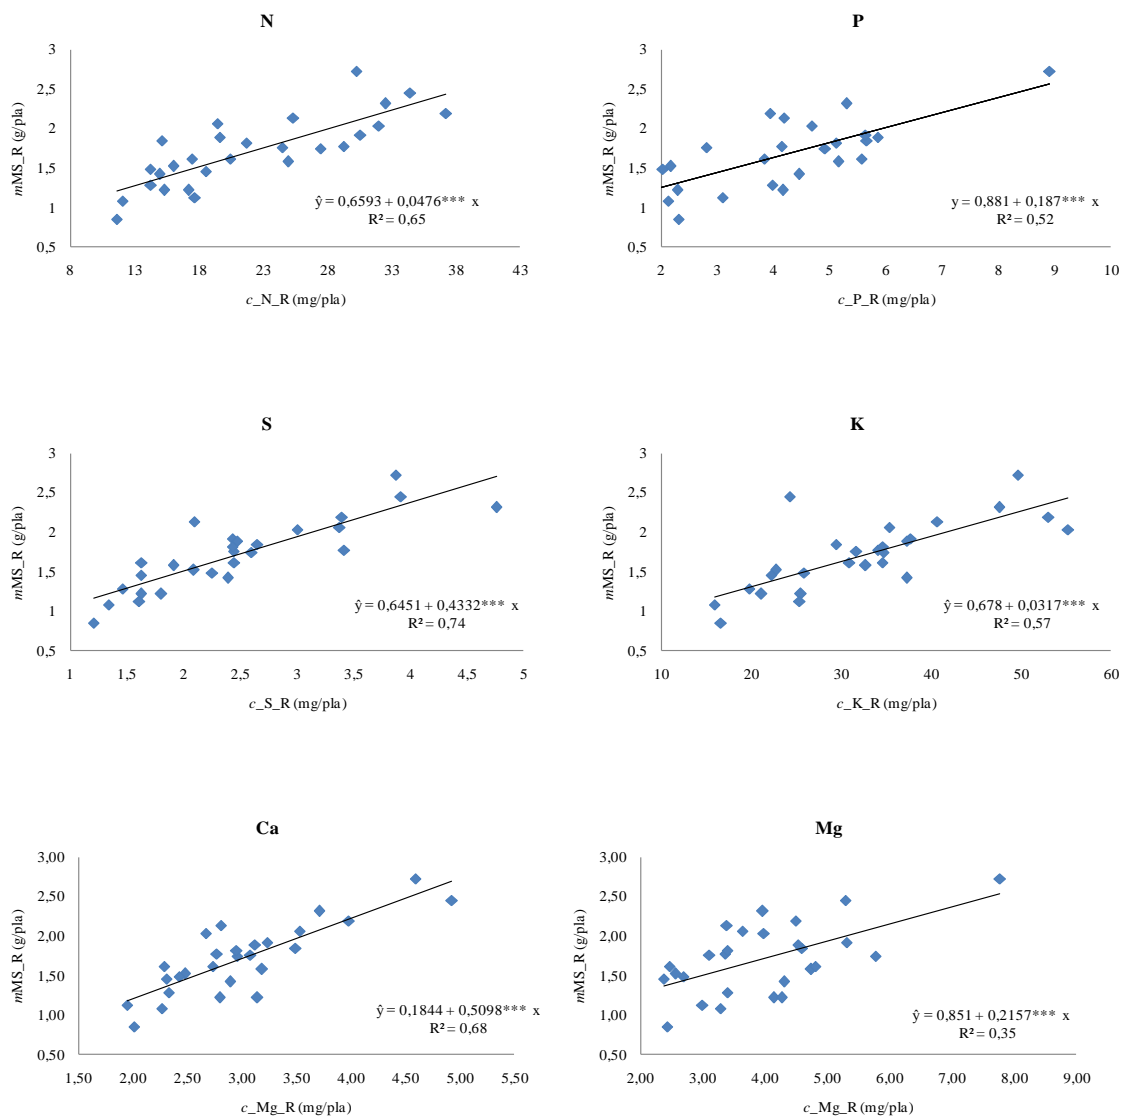 N
3
2,5
2
1,5
1
0,5
mMS_R (g/pla)
ŷ = 0,6593 + 0,0476*** x
R² = 0,65
8 13 18 23 28 33 38 43
c_N_R (mg/pla)
P
3
2,5
2
1,5
1
0,5
mMS_R (g/pla)
y = 0,881 + 0,187*** x
R² = 0,52
2 3 4 5 6 7 8 9 10
c_P_R (mg/pla)
S
3
2,5
2
1,5
1
0,5
mMS_R (g/pla)
ŷ = 0,6451 + 0,4332*** x
R² = 0,74
1 1,5 2 2,5 3 3,5 4 4,5 5
c_S_R (mg/pla)
K
3
2,5
2
1,5
1
0,5
mMS_R (g/pla)
ŷ = 0,678 + 0,0317*** x
R² = 0,57
10 20 30 40 50 60
c_K_R (mg/pla)
Ca
3,00
2,50
2,00
1,50
1,00
0,50
mMS_R (g/pla)
ŷ = 0,1844 + 0,5098*** x
R² = 0,68
1,50 2,00 2,50 3,00 3,50 4,00 4,50 5,00 5,50
c_Mg_R (mg/pla)
Mg
3,00
2,50
2,00
1,50
1,00
0,50
mMS_R (g/pla)
ŷ = 0,851 + 0,2157*** x
R² = 0,35
2,00 3,00 4,00 5,00 6,00 7,00 8,00 9,00
c_Mg_R (mg/pla)